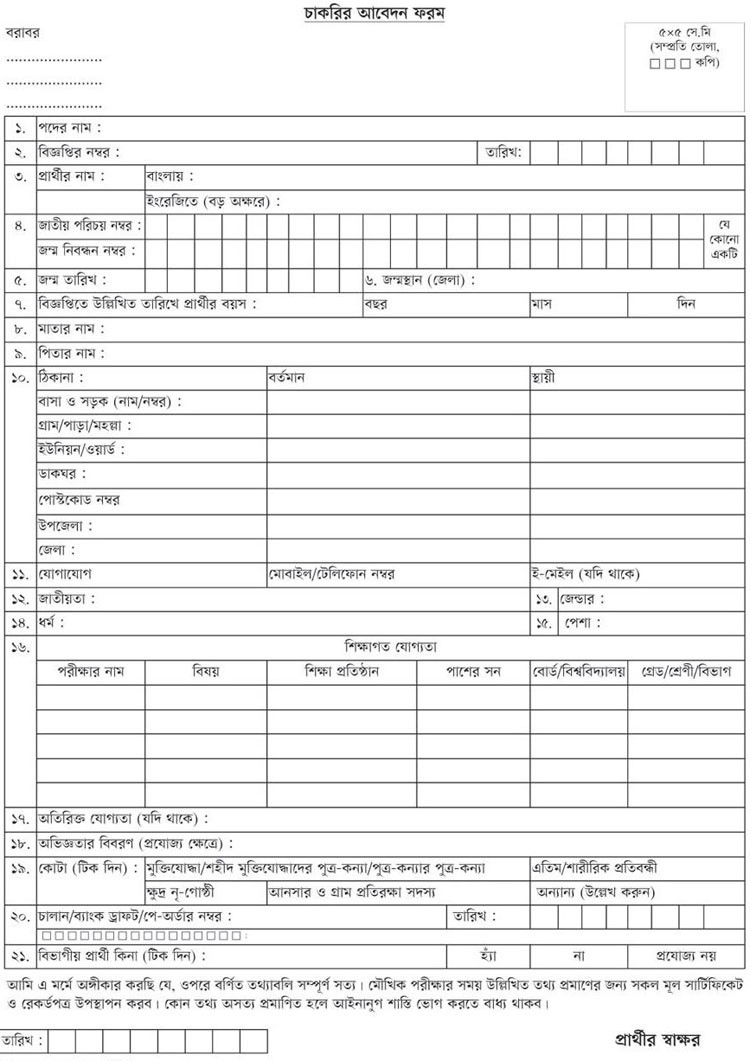 চাকরির আবেদন ফরম
বরাবর
৫×৫ সে.মি
(সম্প্রতি তোলা,
□ □ □ কপি)
.......................
.......................
.......................
১. পদের নাম :
২. বিজ্ঞপ্তির নম্বর : তারিখ:
৩. প্রার্থীর নাম : বাংলায় :
ইংরেজিতে (বড় অক্ষরে) :
৪. জাতীয় পরিচয় নম্বর : যে
কোনো
জন্ম নিবন্ধন নম্বর : একটি
৫. জন্ম তারিখ : ৬. জন্মস্থান (জেলা) :
৭. বিজ্ঞপ্তিতে উল্লিখিত তারিখে প্রার্থীর বয়স : বছর মাস দিন
৮. মাতার নাম :
৯. পিতার নাম :
১০. ঠিকানা : বর্তমান স্থায়ী
বাসা ও সড়ক (নাম/নম্বর) :
গ্রাম/পাড়া/মহল্লা :
ইউনিয়ন/ওয়ার্ড :
ডাকঘর :
পোস্টকোড নম্বর
উপজেলা :
জেলা :
১১. যোগাযোগ মোবাইল/টেলিফোন নম্বর ই-মেইল (যদি থাকে)
১২. জাতীয়তা : ১৩. জেন্ডার :
১৪. ধর্ম : ১৫. পেশা :
১৬. শিক্ষাগত যোগ্যতা
পরীক্ষার নাম বিষয় শিক্ষা প্রতিষ্ঠান পাশের সন বোর্ড/বিশ্ববিদ্যালয় গ্রেড/শ্রেণী/বিভাগ
১৭. অতিরিক্ত যোগ্যতা (যদি থাকে) :
১৮. অভিজ্ঞতার বিবরণ (প্রযোজ্য ক্ষেত্রে) :
১৯. কোটা (টিক দিন) : মুক্তিযোদ্ধা/শহীদ মুক্তিযোদ্ধাদের পুত্র-কন্যা/পুত্র-কন্যার পুত্র-কন্যা এতিম/শারীরিক প্রতিবন্ধী
ক্ষুদ্র নৃ-গোষ্ঠী আনসার ও গ্রাম প্রতিরক্ষা সদস্য অন্যান্য (উল্লেখ করুন)
২০. চালান/ব্যাংক ড্রাফট/পে-অর্ডার নম্বর : তারিখ :
□□□□□□□□□□□□□□□□ :
২১. বিভাগীয় প্রার্থী কিনা (টিক দিন) : হ্যাঁ না প্রযোজ্য নয়
আমি এ মর্মে অঙ্গীকার করছি যে, ওপরে বর্ণিত তথ্যাবলি সম্পূর্ণ সত্য। মৌখিক পরীক্ষার সময় উল্লিখিত তথ্য প্রমাণের জন্য সকল মূল সার্টিফিকেট
ও রেকর্ডপত্র উপস্থাপন করব। কোন তথ্য অসত্য প্রমাণিত হলে আইনানুগ শাস্তি ভোগ করতে বাধ্য থাকব।
তারিখ : প্রার্থীর স্বাক্ষর